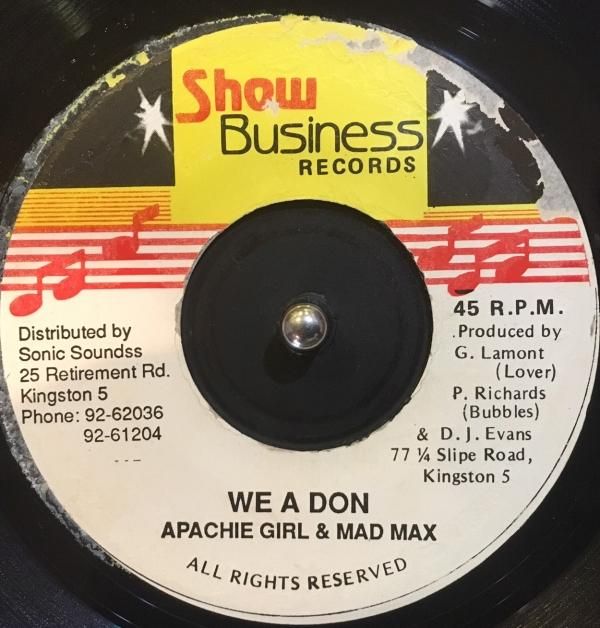 Show
Business
RECORDS
45 R.P.M.
Distributed by
Sonic Soundss
25 Retirement Rd.
Kingston 5
Phone: 92-62036
92-61204
---
.Produced by
G. Lamont
(Lover)
P. Richards
(Bubbles)
& D.J. Evans
77 ¼ Slipe Road,
Kingston 5
WE A DON
APACHIE GIRL & MAD MAX
ALL RIGHTS RESERVED